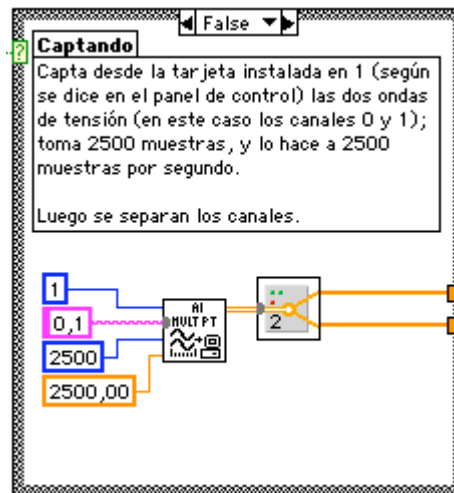 False
?
Captando
Capta desde la tarjeta instalada en 1 (según
se dice en el panel de control) las dos ondas
de tensión (en este caso los canales 0 y 1);
toma 2500 muestras, y lo hace a 2500
muestras por segundo.
Luego se separan los canales.
1
0,1
2500
2500,00
AI
MULT PT
2